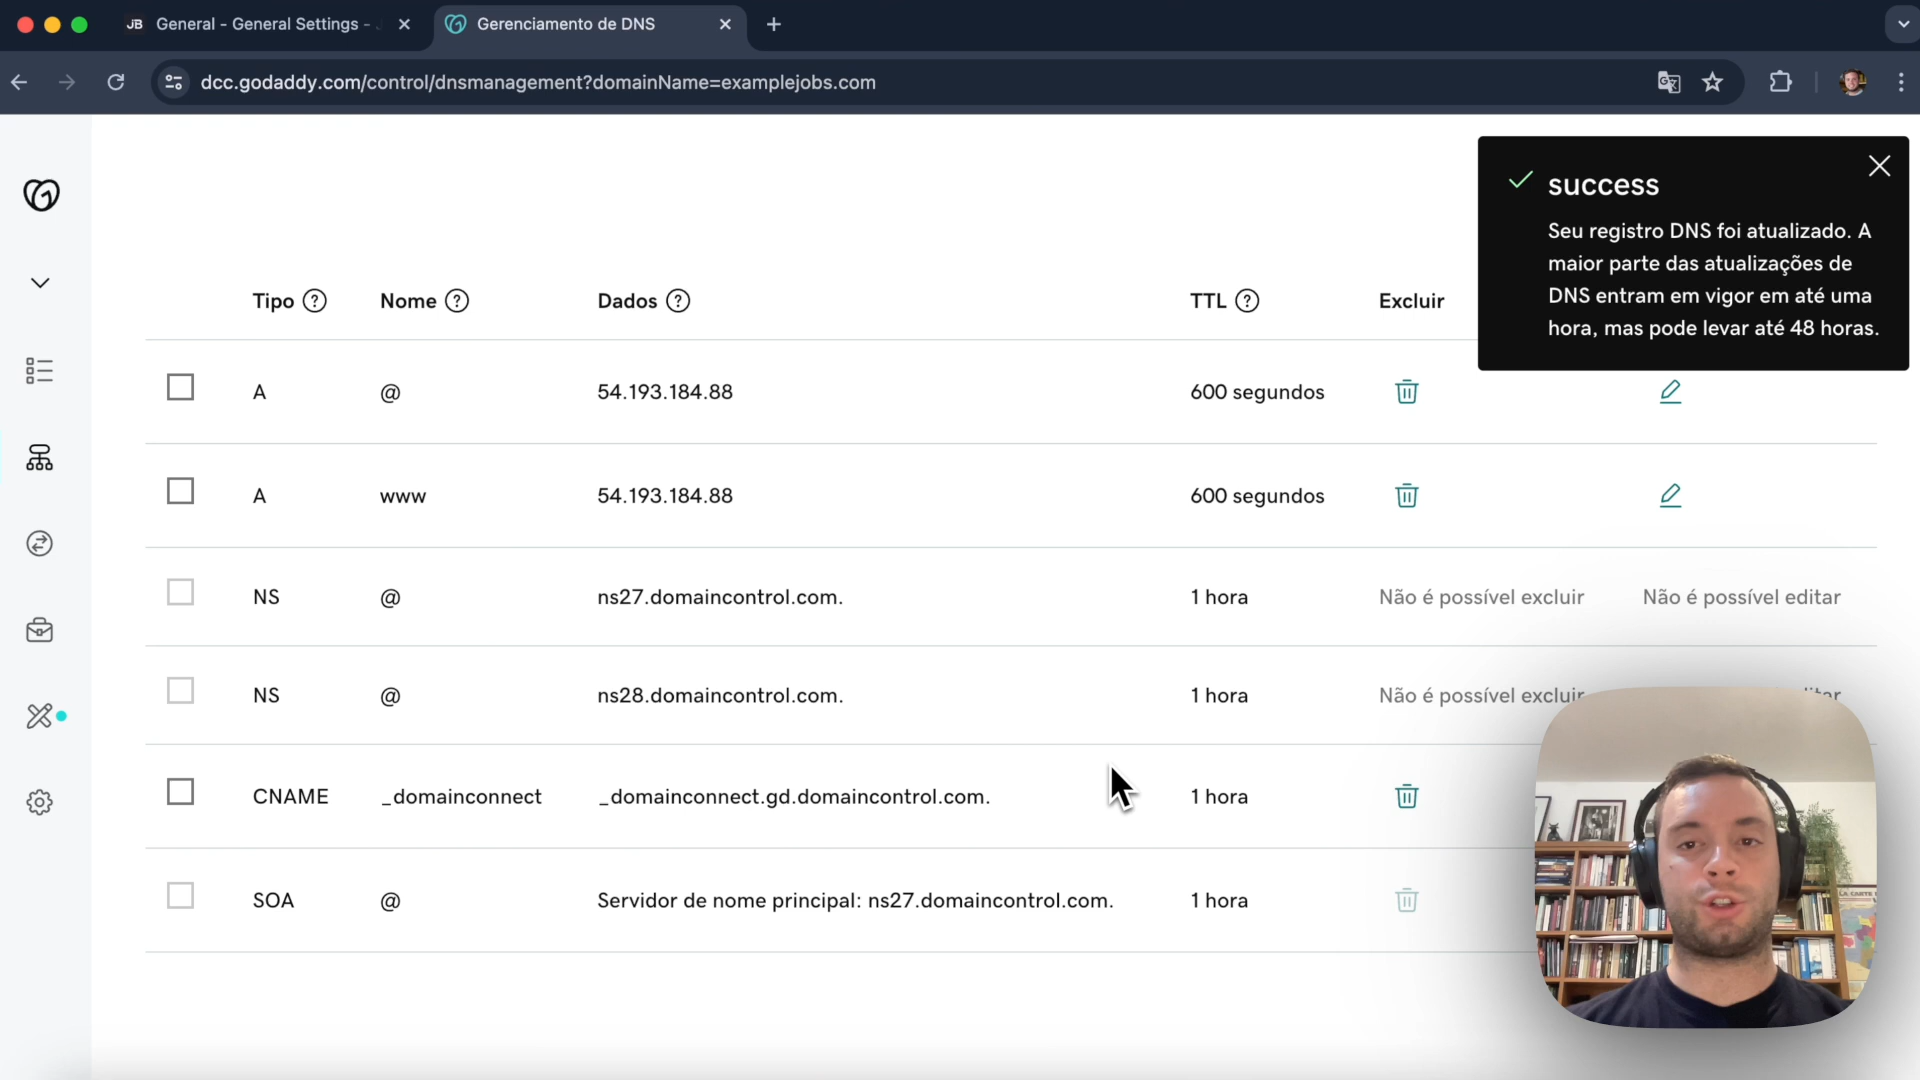 JB General - General Settings -
Gerenciamento de DNS
dcc.godaddy.com/control/dnsmanagement?domainName=examplejobs.com
success
Seu registro DNS foi atualizado. A
maior parte das atualizações de
DNS entram em vigor em até uma
hora, mas pode levar até 48 horas.
Tipo ? Nome ? Dados ? TTL ? Excluir
A @ 54.193.184.88 600 segundos
A www 54.193.184.88 600 segundos
NS @ ns27.domaincontrol.com. 1 hora Não é possível excluir Não é possível editar
NS @ ns28.domaincontrol.com. 1 hora Não é possível excluir
CNAME _domainconnect _domainconnect.gd.domaincontrol.com. 1 hora
SOA @ Servidor de nome principal: ns27.domaincontrol.com. 1 hora